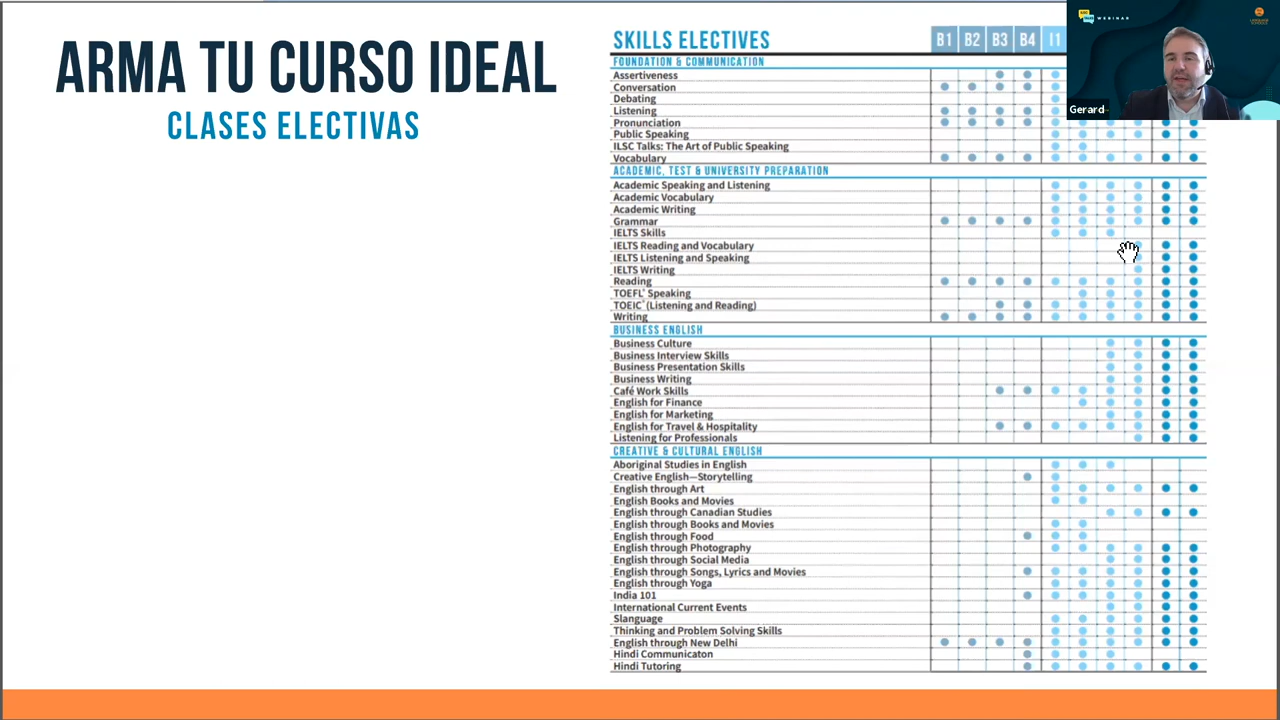 ARMA TU CURSO IDEAL
CLASES ELECTIVAS
SKILLS ELECTIVES B1 B2 B3 B4 I1
FOUNDATION & COMMUNICATION
Assertiveness
Conversation
Debating
Listening
Pronunciation
Public Speaking
ILSC Talks: The Art of Public Speaking
Vocabulary
ACADEMIC, TEST & UNIVERSITY PREPARATION
Academic Speaking and Listening
Academic Vocabulary
Academic Writing
Grammar
IELTS Skills
IELTS Reading and Vocabulary
IELTS Listening and Speaking
IELTS Writing
Reading
TOEFL® Speaking
TOEIC® (Listening and Reading)
Writing
BUSINESS ENGLISH
Business Culture
Business Interview Skills
Business Presentation Skills
Business Writing
Café Work Skills
English for Finance
English for Marketing
English for Travel & Hospitality
Listening for Professionals
CREATIVE & CULTURAL ENGLISH
Aboriginal Studies in English
Creative English—Storytelling
English through Art
English Books and Movies
English through Canadian Studies
English through Books and Movies
English through Food
English through Photography
English through Social Media
English through Songs, Lyrics and Movies
English through Yoga
India 101
International Current Events
Slanguage
Thinking and Problem Solving Skills
English through New Delhi
Hindi Communicaton
Hindi Tutoring
WEBINAR
Gerard